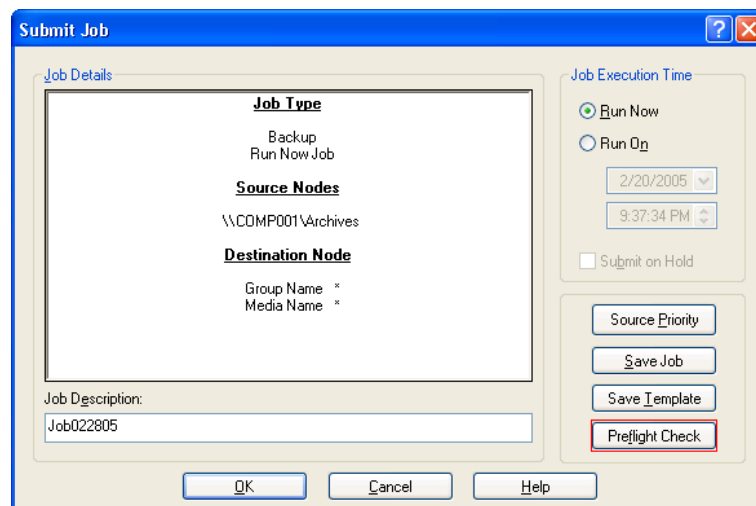 Submit Job
Job Details
Job Type
Backup
Run Now Job
Source Nodes
\\COMP001\Archives
Destination Node
Group Name *
Media Name *
Job Description:
Job022805
Job Execution Time
Run Now
Run On
2/20/2005
9:37:34 PM
Submit on Hold
Source Priority
Save Job
Save Template
Preflight Check
OK
Cancel
Help